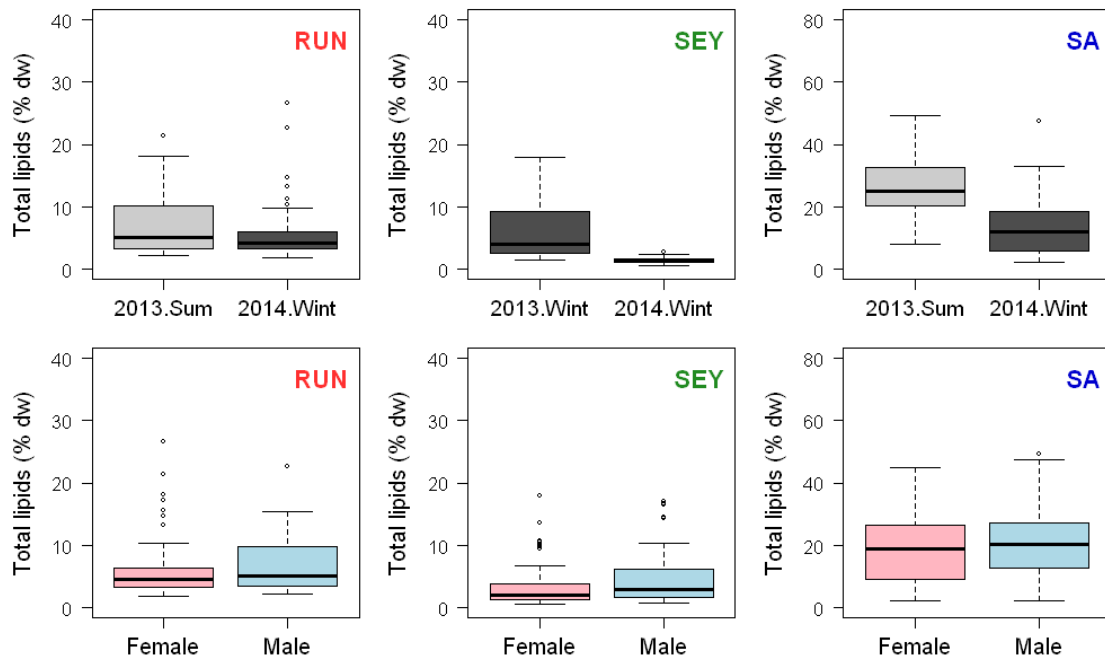 RUN
Total lipids (% dw)
40
30
20
10
0
2013.Sum 2014.Wint
SEY
Total lipids (% dw)
40
30
20
10
0
2013.Wint 2014.Wint
SA
Total lipids (% dw)
80
60
40
20
0
2013.Sum 2014.Wint
RUN
Total lipids (% dw)
40
30
20
10
0
Female Male
SEY
Total lipids (% dw)
40
30
20
10
0
Female Male
SA
Total lipids (% dw)
80
60
40
20
0
Female Male